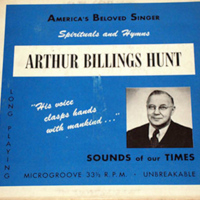 AMERICA'S BELOVED SINGER
Spirituals and Hymns
ARTHUR BILLINGS HUNT
"His voice
clasps hands
with mankind..."
LONG PLAYING
SOUNDS of our TIMES
MICROGROOVE 33⅓ R.P.M. - UNBREAKABLE